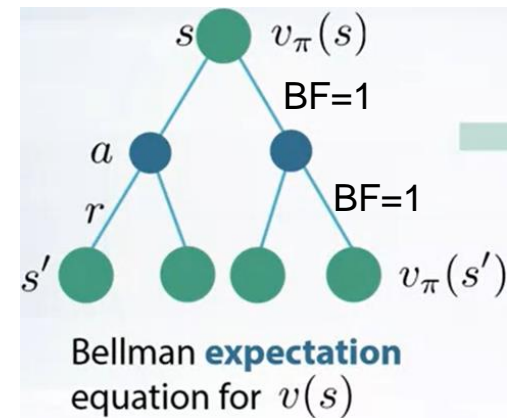 s v_π(s)
BF=1
a
r BF=1
s′ v_π(s′)
Bellman expectation
equation for v(s)